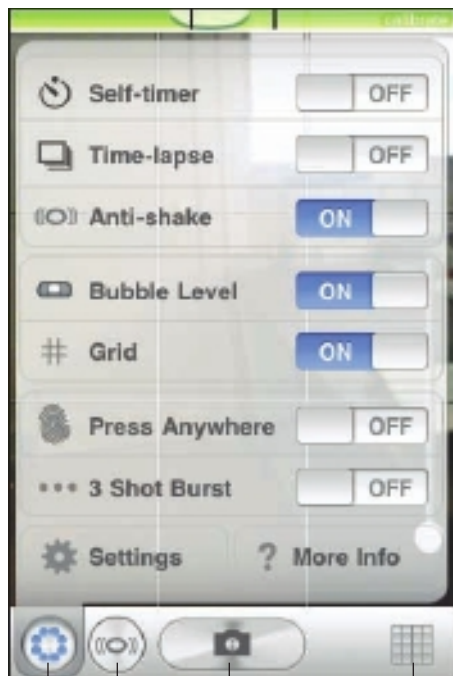 calibrate
Self-timer OFF
Time-lapse OFF
Anti-shake ON
Bubble Level ON
Grid ON
Press Anywhere OFF
3 Shot Burst OFF
Settings ? More Info